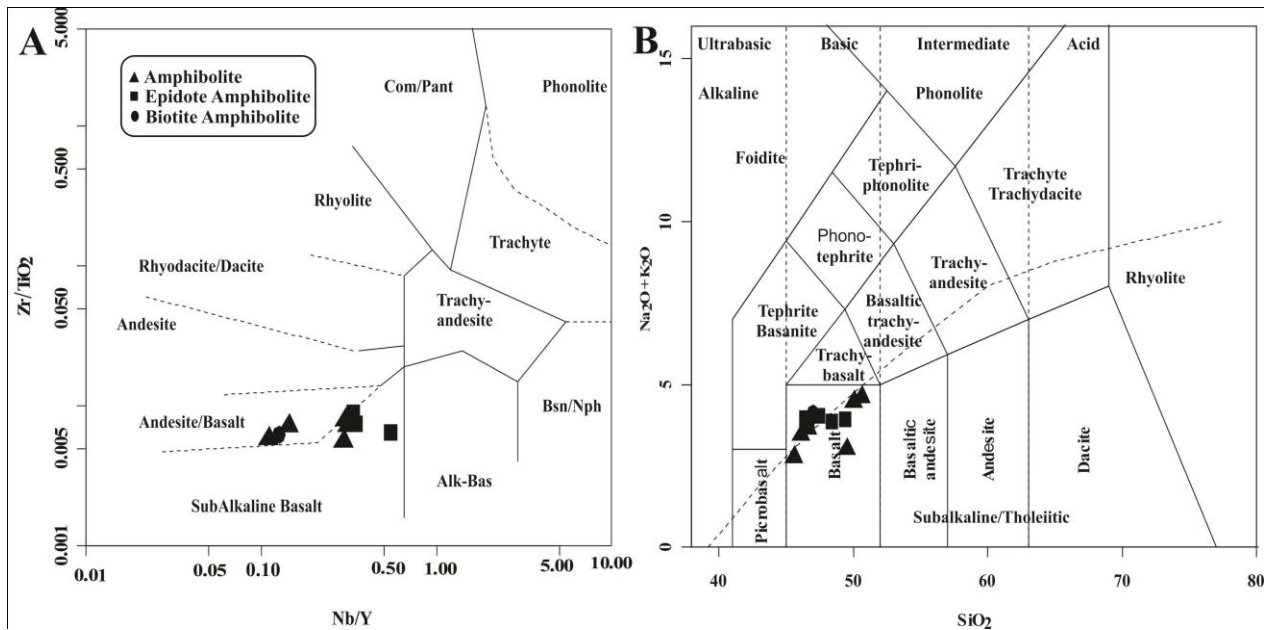 A
5.000
0.500
0.050
0.005
0.001
Zr/TiO2
Amphibolite
Epidote Amphibolite
Biotite Amphibolite
Com/Pant
Phonolite
Rhyolite
Trachyte
Rhyodacite/Dacite
Trachy-
andesite
Andesite
Andesite/Basalt
Bsn/Nph
Alk-Bas
SubAlkaline Basalt
0.01
0.05
0.10
0.50
1.00
5.00
10.00
Nb/Y
B
15
10
5
0
Na2O+K2O
Ultrabasic
Basic
Intermediate
Acid
Alkaline
Phonolite
Foidite
Tephri-
phonolite
Trachyte
Trachydacite
Phono-
tephrite
Trachy-
andesite
Rhyolite
Tephrite
Basanite
Basaltic
trachy-
andesite
Trachy-
basalt
Picrobasalt
Basalt
Basaltic
andesite
Andesite
Dacite
Subalkaline/Tholeiitic
40
50
60
70
80
SiO2